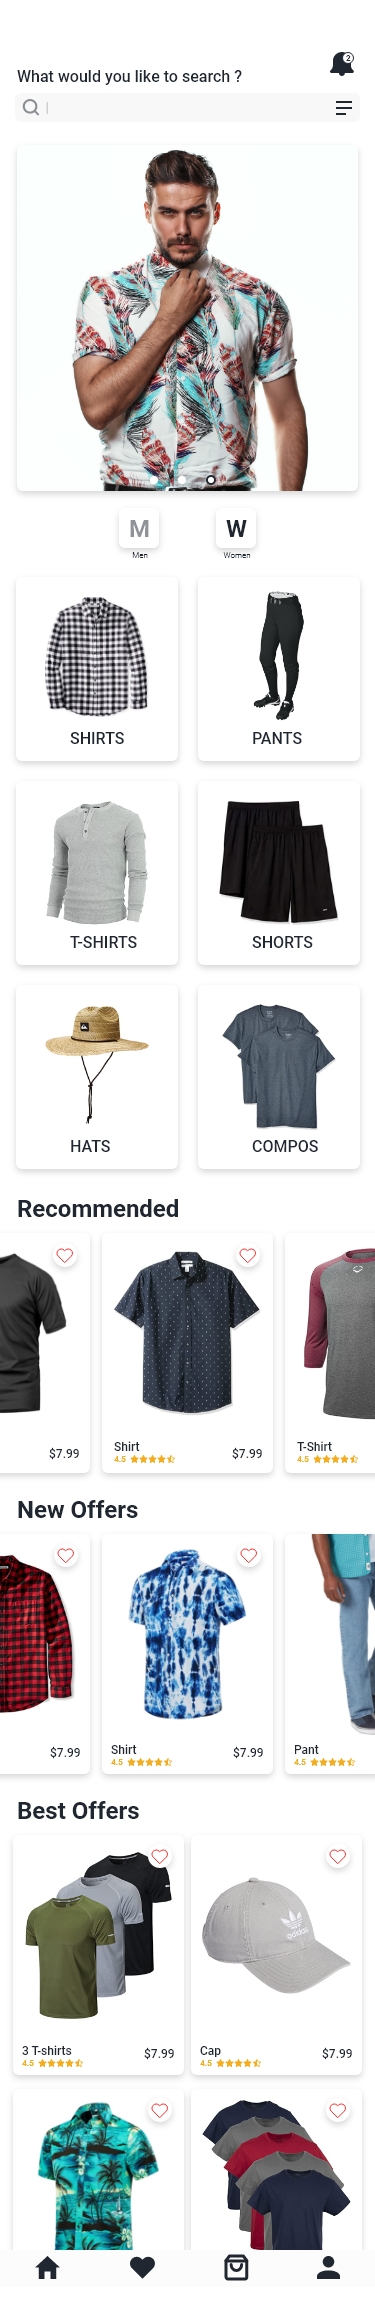 2
What would you like to search ?
M
W
Men
Women
SHIRTS
PANTS
T-SHIRTS
SHORTS
HATS
COMPOS
Recommended
$7.99
Shirt
4.5
$7.99
T-Shirt
4.5
New Offers
$7.99
Shirt
4.5
$7.99
Pant
4.5
Best Offers
adidas
3 T-shirts
4.5
$7.99
Cap
4.5
$7.99